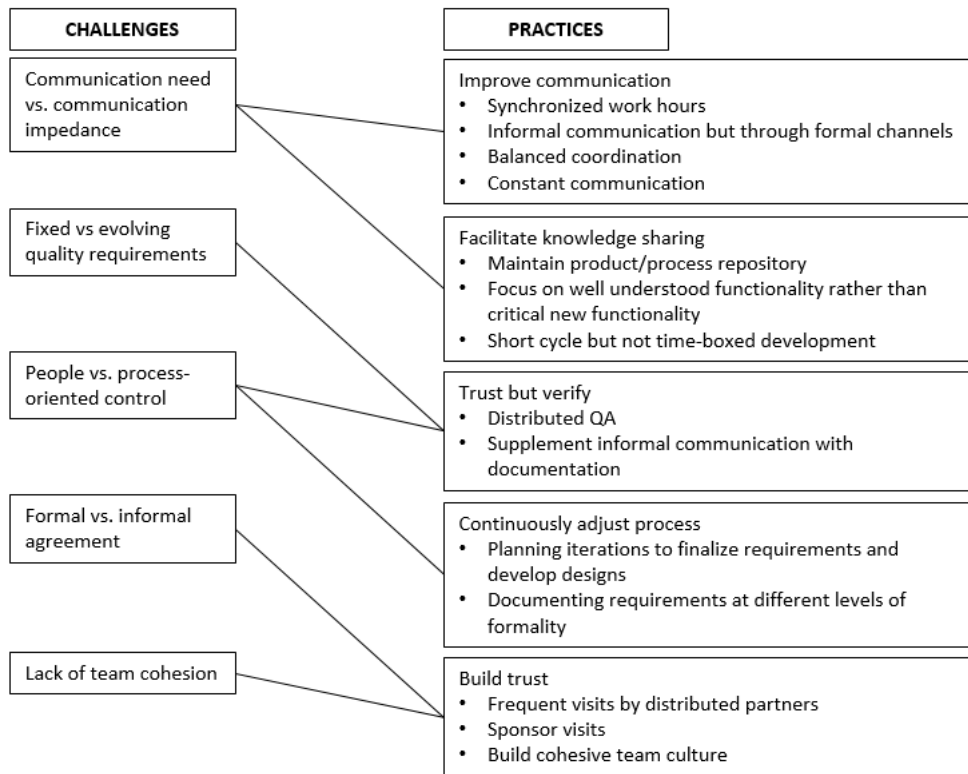 CHALLENGES
Communication need
vs. communication
impedance
Fixed vs evolving
quality requirements
People vs. process-
oriented control
Formal vs. informal
agreement
Lack of team cohesion
PRACTICES
Improve communication
• Synchronized work hours
• Informal communication but through formal channels
• Balanced coordination
• Constant communication
Facilitate knowledge sharing
• Maintain product/process repository
• Focus on well understood functionality rather than
critical new functionality
• Short cycle but not time-boxed development
Trust but verify
• Distributed QA
• Supplement informal communication with
documentation
Continuously adjust process
• Planning iterations to finalize requirements and
develop designs
• Documenting requirements at different levels of
formality
Build trust
• Frequent visits by distributed partners
• Sponsor visits
• Build cohesive team culture